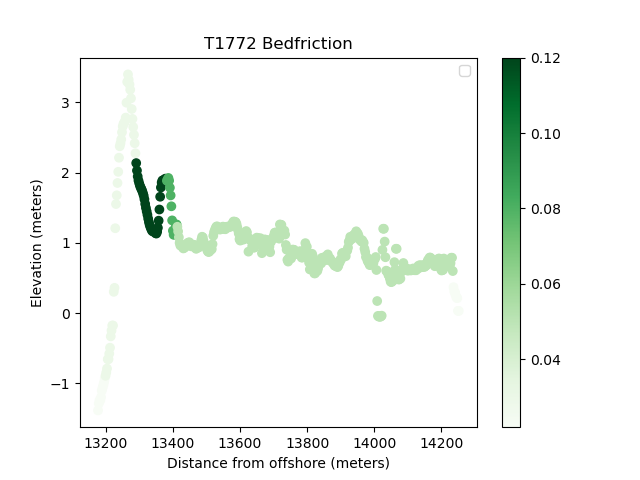 T1772 Bedfriction
Elevation (meters)
3
2
1
0
−1
13200 13400 13600 13800 14000 14200
Distance from offshore (meters)
0.12
0.10
0.08
0.06
0.04